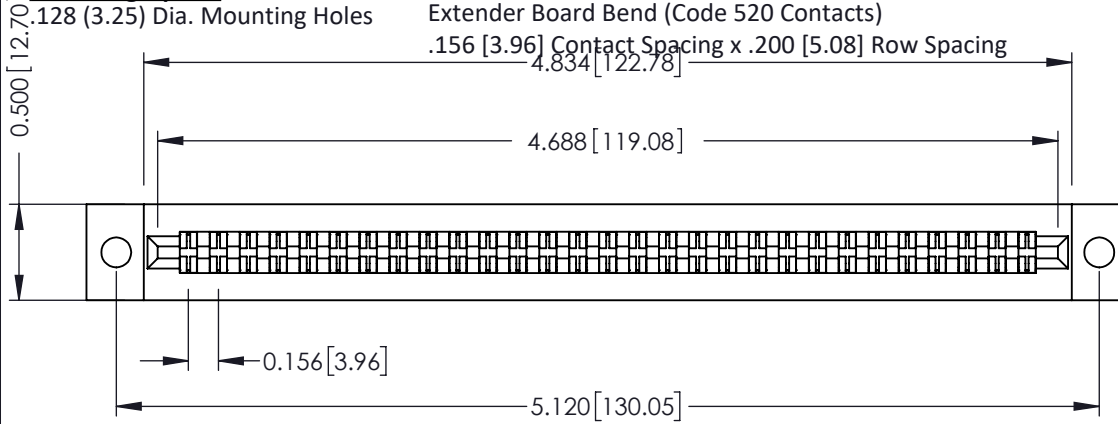 .128 (3.25) Dia. Mounting Holes
Extender Board Bend (Code 520 Contacts)
.156 [3.96] Contact Spacing x .200 [5.08] Row Spacing
0.500 [12.70
4.834 [122.78]
4.688 [119.08]
0.156 [3.96]
5.120 [130.05]